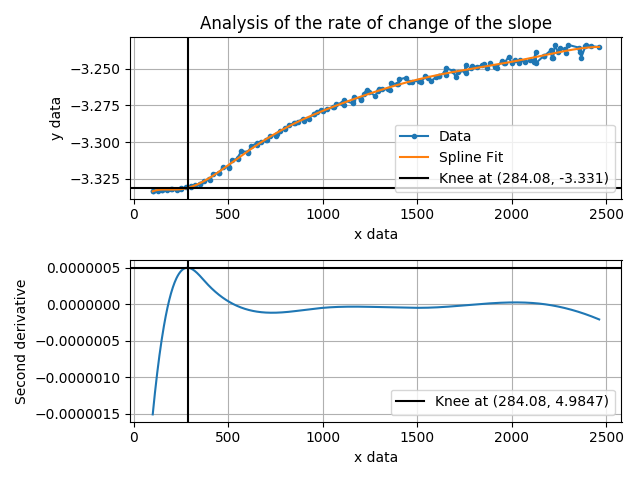 Analysis of the rate of change of the slope
y data
−3.250
−3.275
−3.300
−3.325
Data
Spline Fit
Knee at (284.08, -3.331)
0 500 1000 1500 2000 2500
x data
Second derivative
0.0000005
0.0000000
−0.0000005
−0.0000010
−0.0000015
Knee at (284.08, 4.9847)
0 500 1000 1500 2000 2500
x data